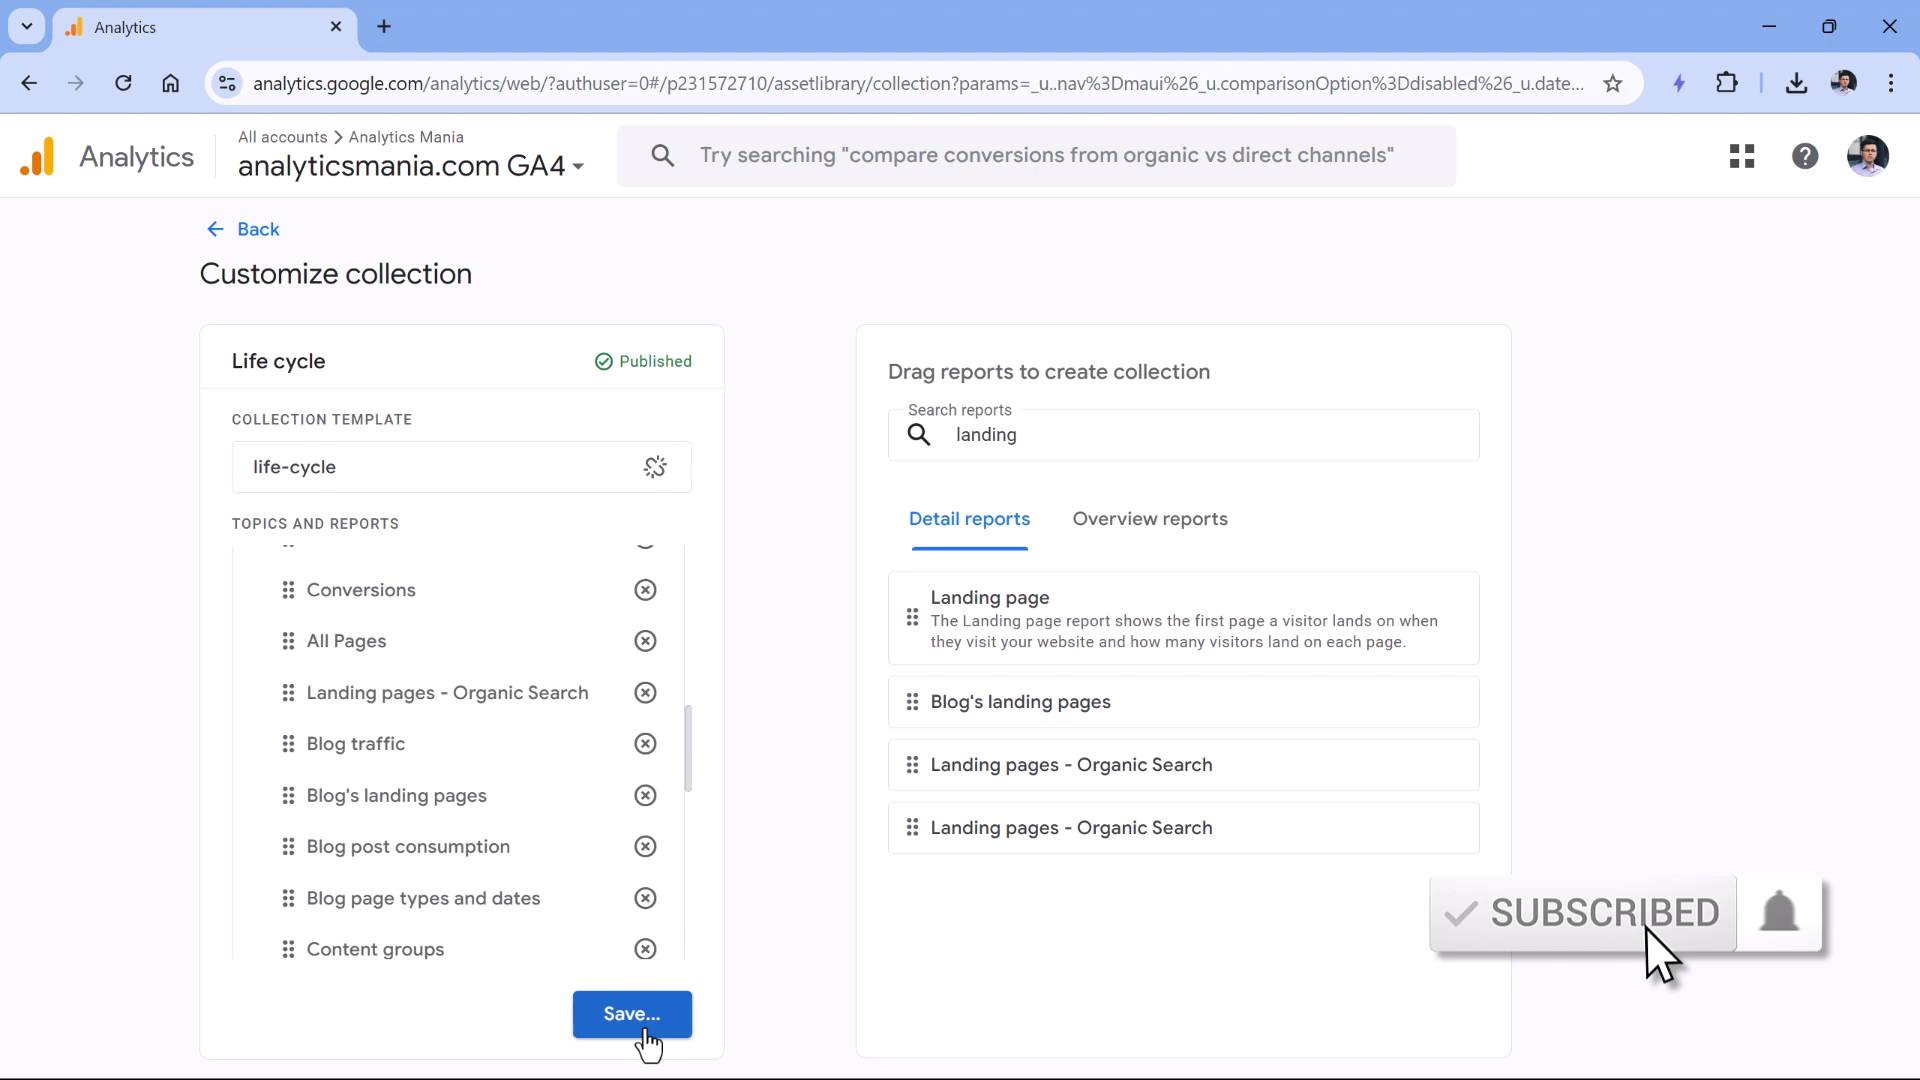 Analytics
analytics.google.com/analytics/web/?authuser=0#/p231572710/assetlibrary/collection?params=_u..nav%3Dmaui%26_u.comparisonOption%3Ddisabled%26_u.date...
Analytics
All accounts > Analytics Mania
analyticsmania.com GA4
Try searching "compare conversions from organic vs direct channels"
Back
Customize collection
Life cycle
Published
COLLECTION TEMPLATE
life-cycle
TOPICS AND REPORTS
Conversions
All Pages
Landing pages - Organic Search
Blog traffic
Blog's landing pages
Blog post consumption
Blog page types and dates
Content groups
Save...
Drag reports to create collection
Search reports
landing
Detail reports
Overview reports
Landing page
The Landing page report shows the first page a visitor lands on when
they visit your website and how many visitors land on each page.
Blog's landing pages
Landing pages - Organic Search
Landing pages - Organic Search
SUBSCRIBED